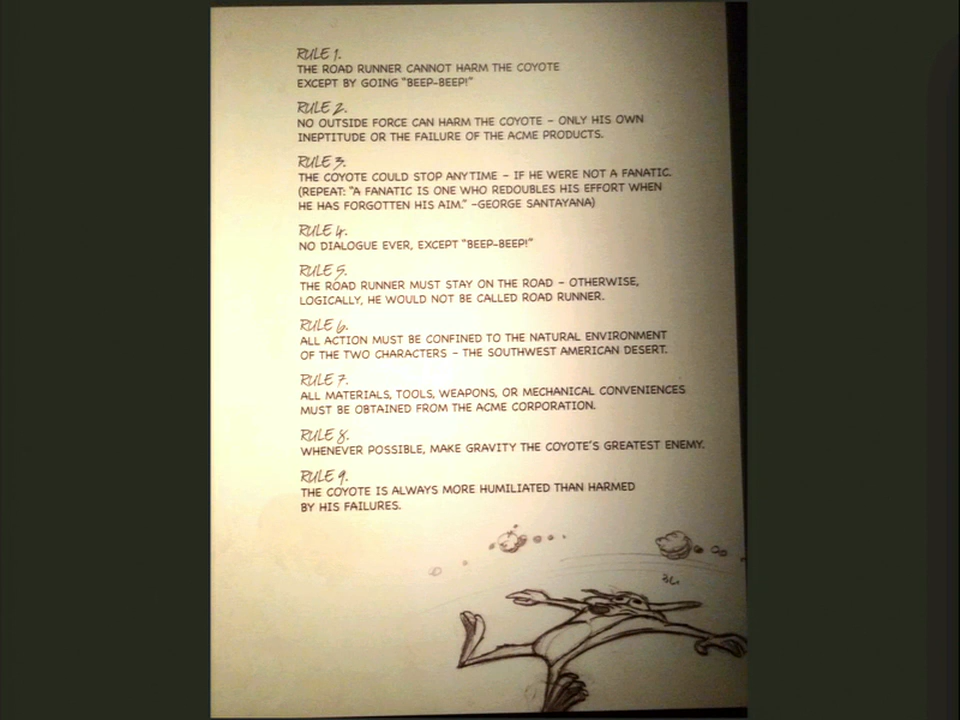 RULE 1.
THE ROAD RUNNER CANNOT HARM THE COYOTE
EXCEPT BY GOING "BEEP-BEEP!"
RULE 2.
NO OUTSIDE FORCE CAN HARM THE COYOTE – ONLY HIS OWN
INEPTITUDE OR THE FAILURE OF THE ACME PRODUCTS.
RULE 3.
THE COYOTE COULD STOP ANYTIME – IF HE WERE NOT A FANATIC.
(REPEAT: "A FANATIC IS ONE WHO REDOUBLES HIS EFFORT WHEN
HE HAS FORGOTTEN HIS AIM." –GEORGE SANTAYANA)
RULE 4.
NO DIALOGUE EVER, EXCEPT "BEEP-BEEP!"
RULE 5.
THE ROAD RUNNER MUST STAY ON THE ROAD – OTHERWISE,
LOGICALLY, HE WOULD NOT BE CALLED ROAD RUNNER.
RULE 6.
ALL ACTION MUST BE CONFINED TO THE NATURAL ENVIRONMENT
OF THE TWO CHARACTERS – THE SOUTHWEST AMERICAN DESERT.
RULE 7.
ALL MATERIALS, TOOLS, WEAPONS, OR MECHANICAL CONVENIENCES
MUST BE OBTAINED FROM THE ACME CORPORATION.
RULE 8.
WHENEVER POSSIBLE, MAKE GRAVITY THE COYOTE'S GREATEST ENEMY.
RULE 9.
THE COYOTE IS ALWAYS MORE HUMILIATED THAN HARMED
BY HIS FAILURES.